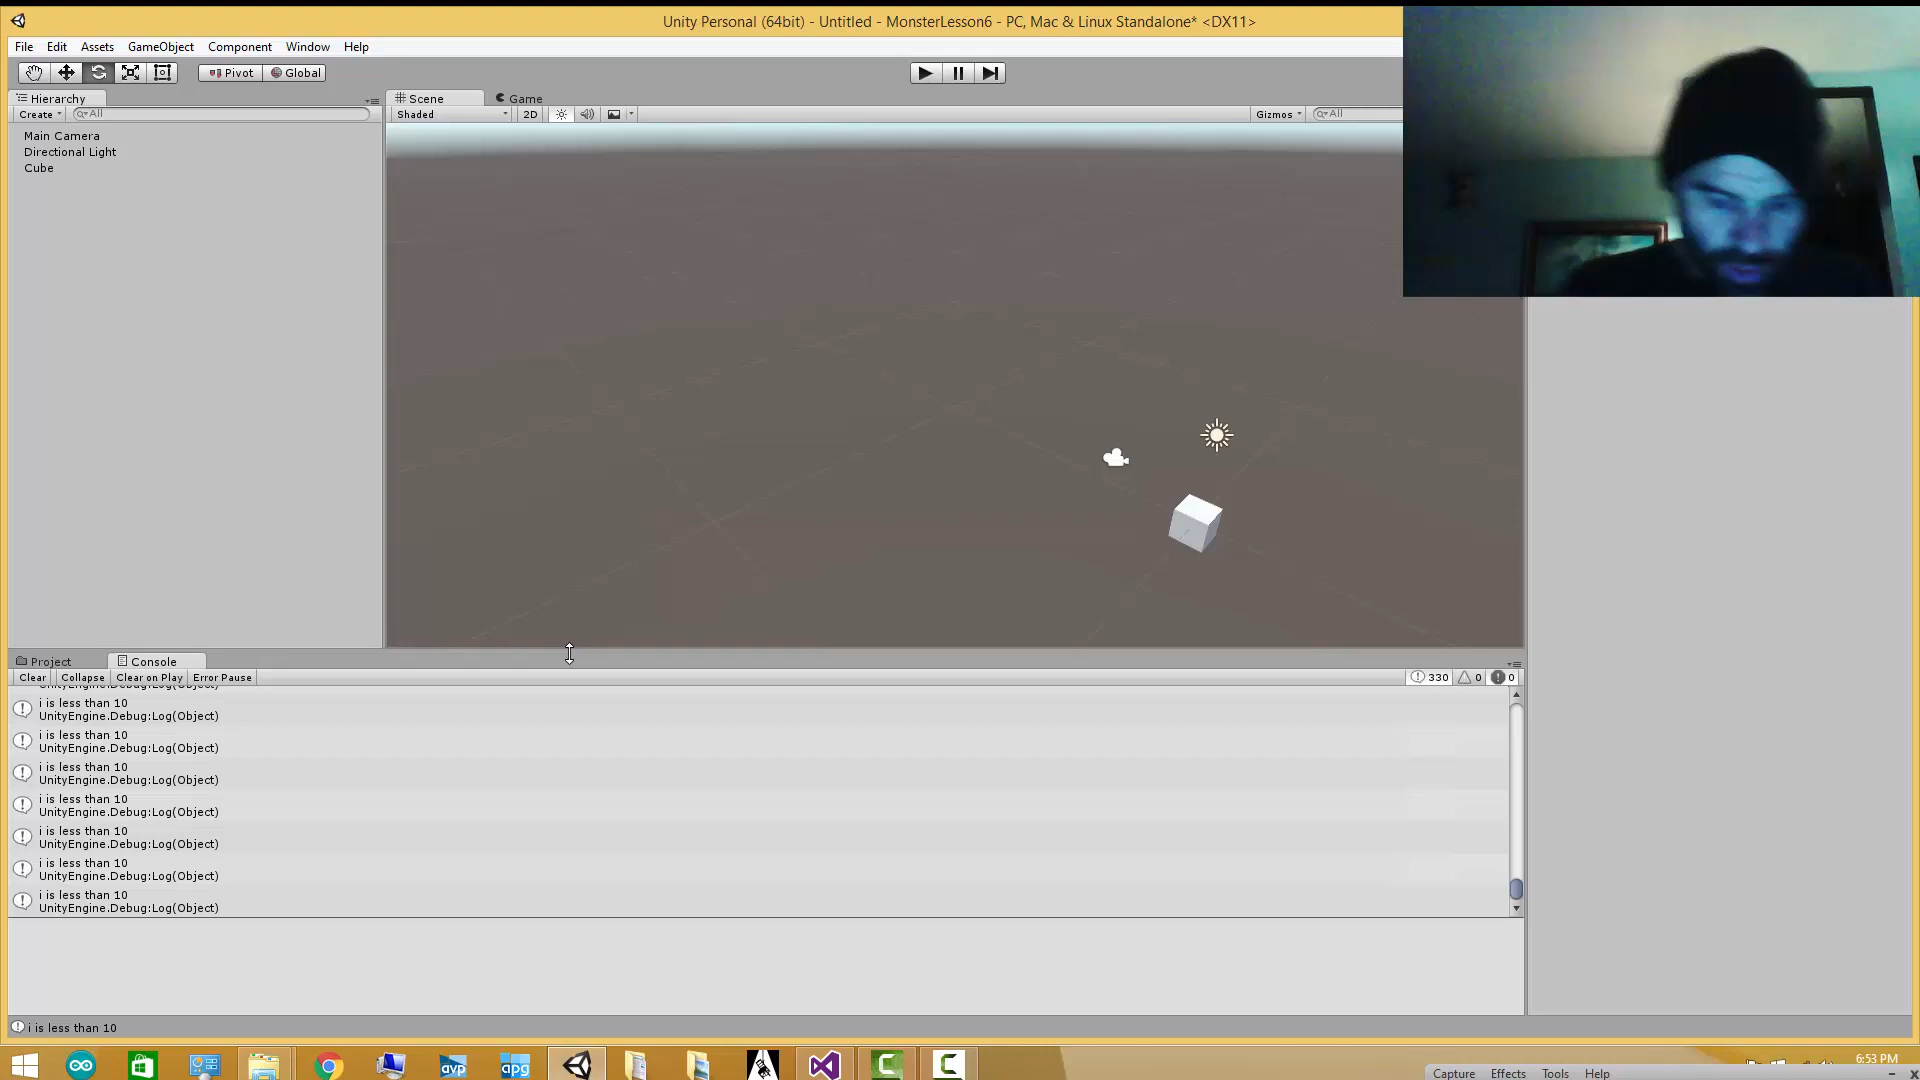 Unity Personal (64bit) - Untitled - MonsterLesson6 - PC, Mac & Linux Standalone* <DX11>
File Edit Assets GameObject Component Window Help
Pivot Global
Hierarchy
Create All
Main Camera
Directional Light
Cube
Scene Game
Shaded 2D Gizmos All
Project Console
Clear Collapse Clear on Play Error Pause 330 0 0
i is less than 10
UnityEngine.Debug:Log(Object)
i is less than 10
UnityEngine.Debug:Log(Object)
i is less than 10
UnityEngine.Debug:Log(Object)
i is less than 10
UnityEngine.Debug:Log(Object)
i is less than 10
UnityEngine.Debug:Log(Object)
i is less than 10
UnityEngine.Debug:Log(Object)
i is less than 10
UnityEngine.Debug:Log(Object)
i is less than 10
avp apg
6:53 PM
Capture Effects Tools Help